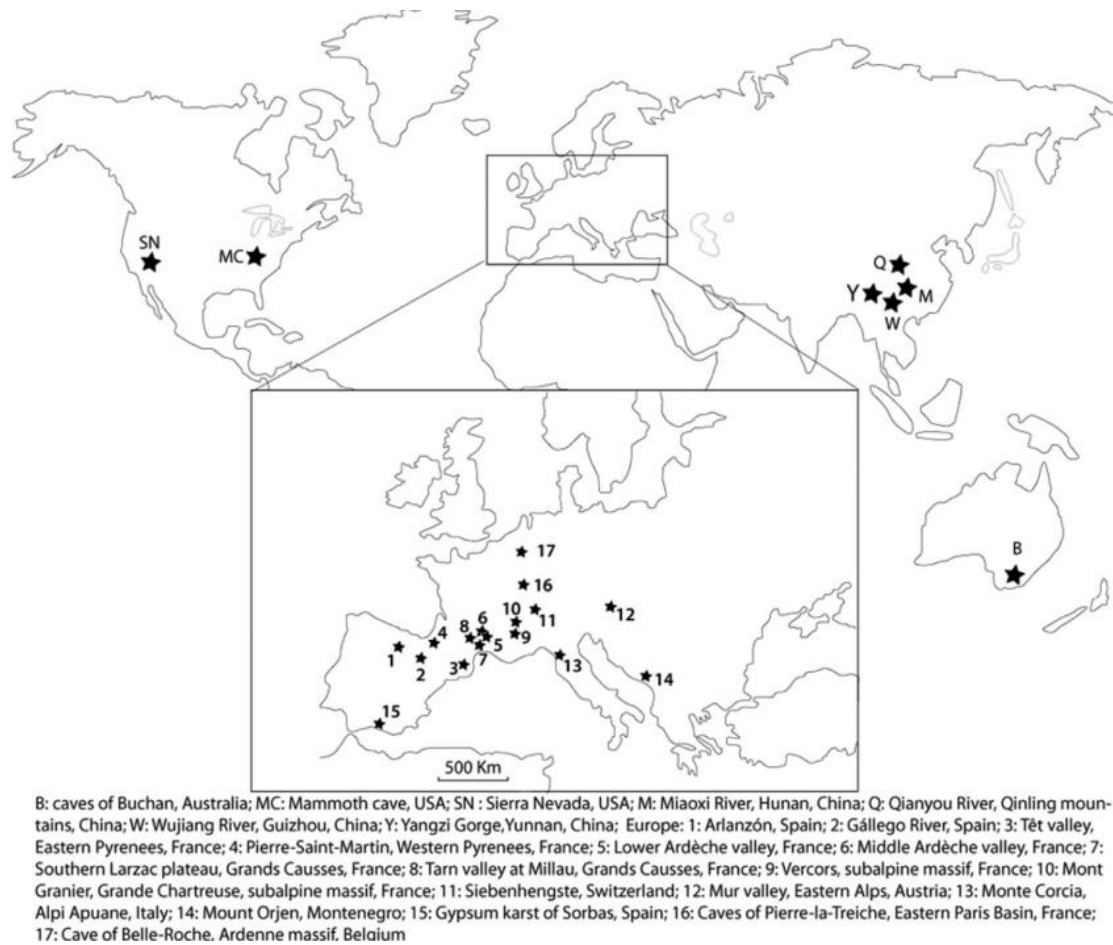 SN
MC
Q
Y
M
W
B
17
16
10
11
12
6
8
4
5
9
1
2
7
3
13
14
15
500 Km
B: caves of Buchan, Australia; MC: Mammoth cave, USA; SN : Sierra Nevada, USA; M: Miaoxi River, Hunan, China; Q: Qianyou River, Qinling moun-
tains, China; W: Wujiang River, Guizhou, China; Y: Yangzi Gorge,Yunnan, China; Europe: 1: Arlanzón, Spain; 2: Gállego River, Spain; 3: Têt valley,
Eastern Pyrenees, France; 4: Pierre-Saint-Martin, Western Pyrenees, France; 5: Lower Ardèche valley, France; 6: Middle Ardèche valley, France; 7:
Southern Larzac plateau, Grands Causses, France; 8: Tarn valley at Millau, Grands Causses, France; 9: Vercors, subalpine massif, France; 10: Mont
Granier, Grande Chartreuse, subalpine massif, France; 11: Siebenhengste, Switzerland; 12: Mur valley, Eastern Alps, Austria; 13: Monte Corcia,
Alpi Apuane, Italy; 14: Mount Orjen, Montenegro; 15: Gypsum karst of Sorbas, Spain; 16: Caves of Pierre-la-Treiche, Eastern Paris Basin, France;
17: Cave of Belle-Roche, Ardenne massif, Belgium